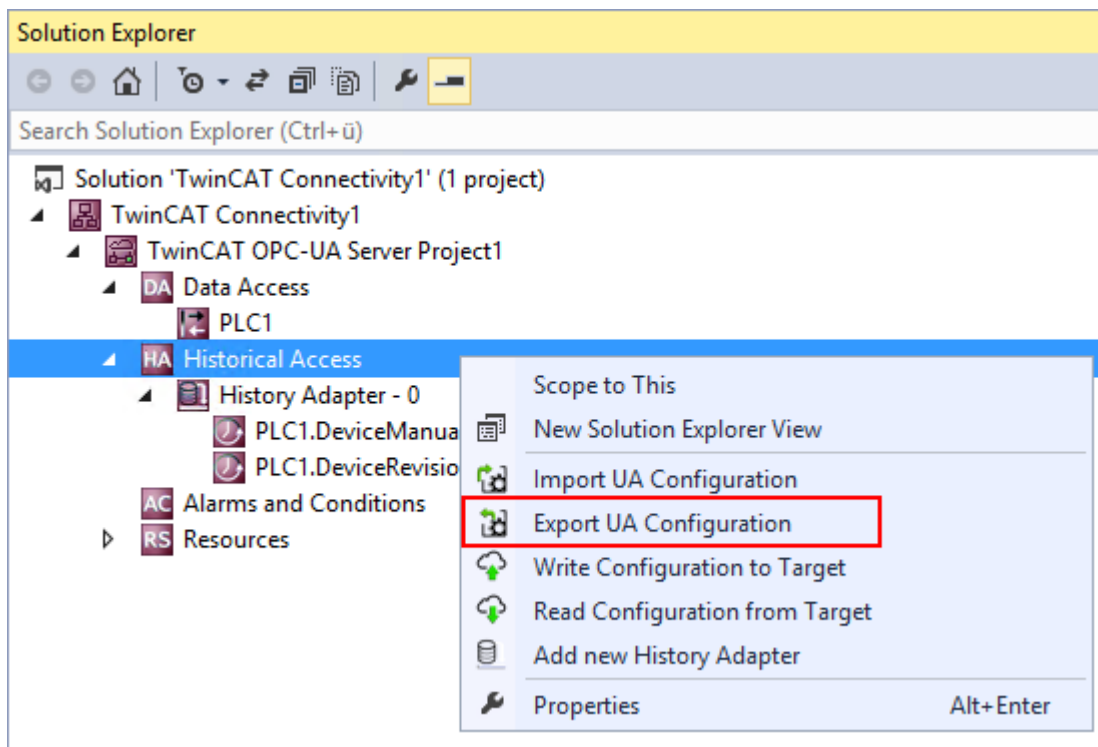 Solution Explorer
Search Solution Explorer (Ctrl+ü)
Solution 'TwinCAT Connectivity1' (1 project)
TwinCAT Connectivity1
TwinCAT OPC-UA Server Project1
DA Data Access
PLC1
HA Historical Access
History Adapter - 0
PLC1.DeviceManua
PLC1.DeviceRevisio
AC Alarms and Conditions
RS Resources
Scope to This
New Solution Explorer View
Import UA Configuration
Export UA Configuration
Write Configuration to Target
Read Configuration from Target
Add new History Adapter
Properties Alt+Enter